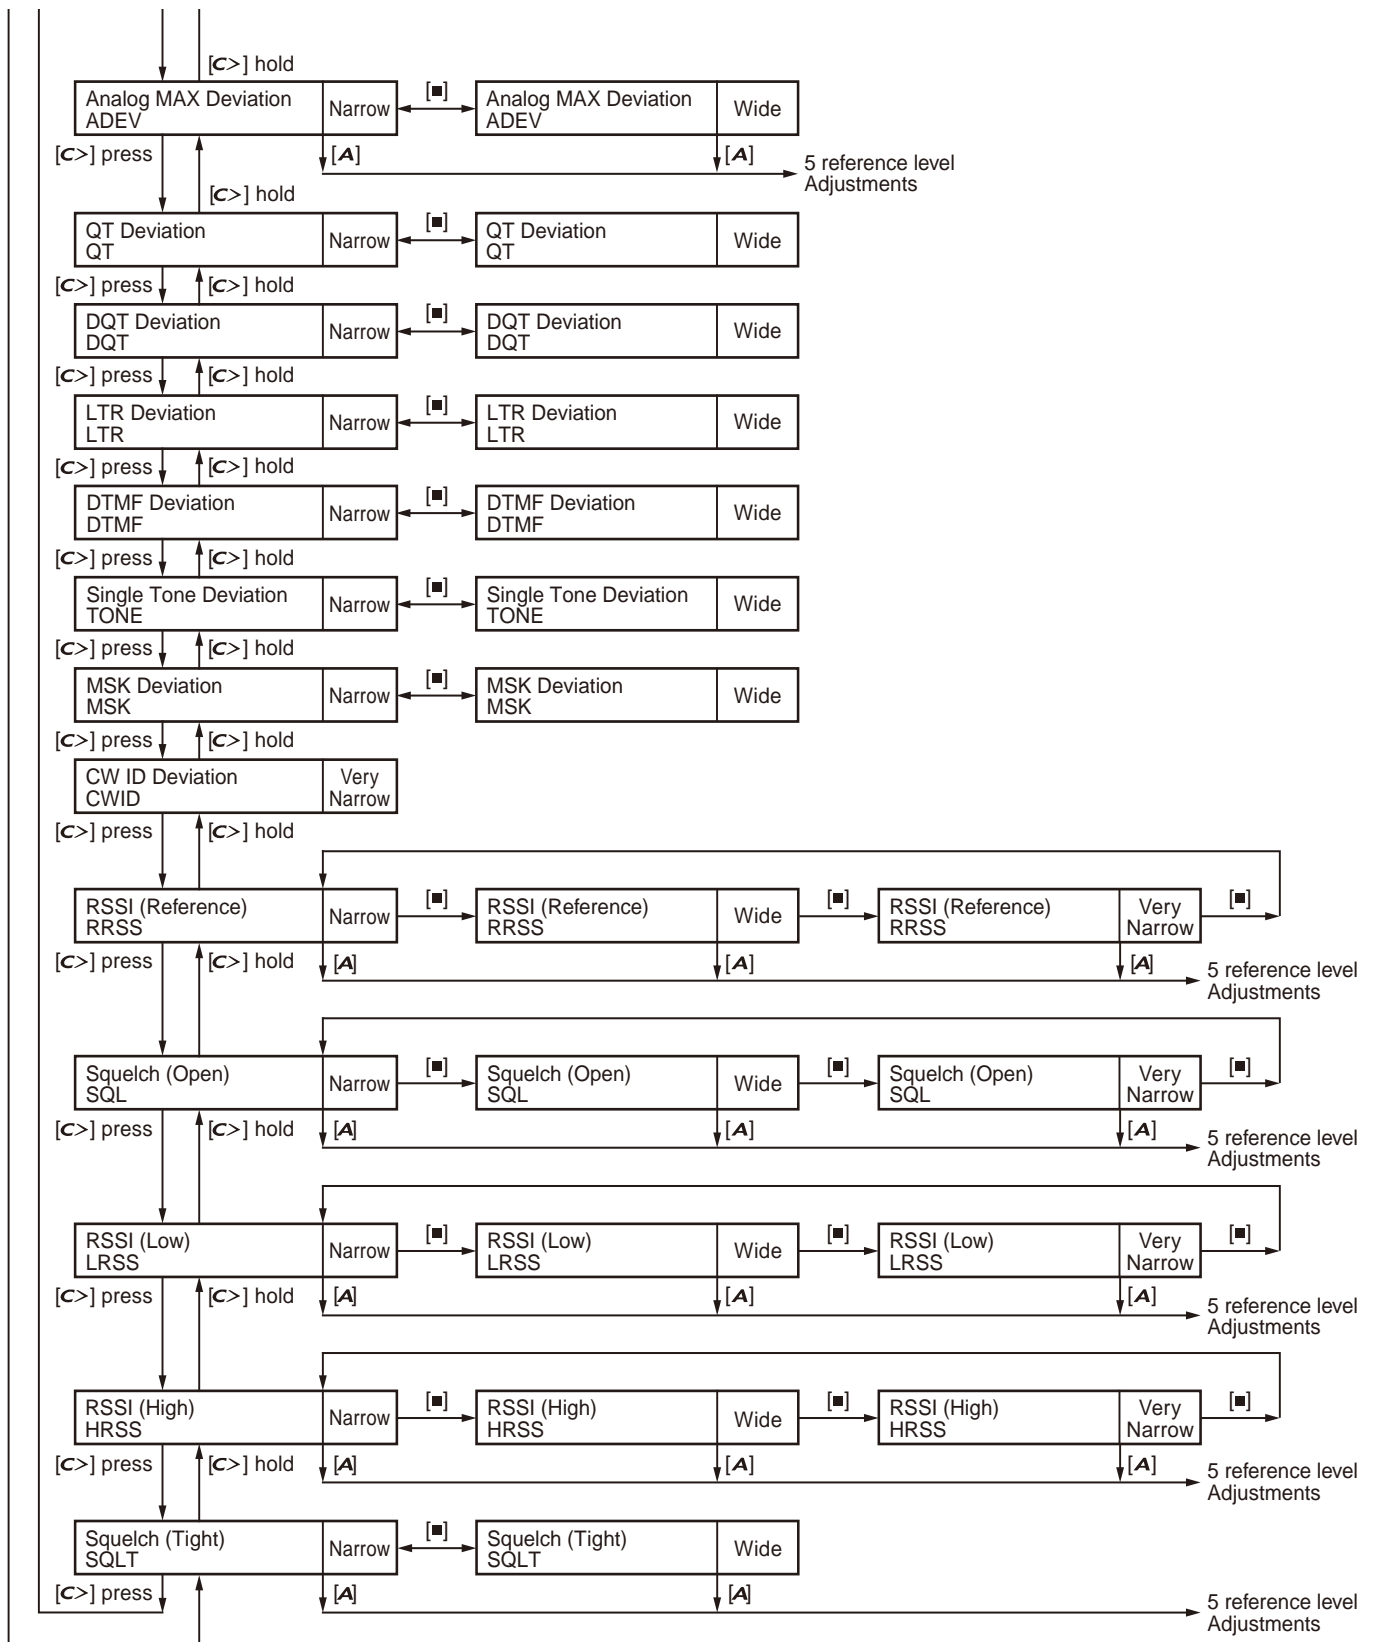 [C>] hold
Analog MAX Deviation
ADEV
Narrow
[■]
Analog MAX Deviation
ADEV
Wide
[C>] press
[A]
[A]
5 reference level
Adjustments
[C>] hold
QT Deviation
QT
Narrow
[■]
QT Deviation
QT
Wide
[C>] press
[C>] hold
DQT Deviation
DQT
Narrow
[■]
DQT Deviation
DQT
Wide
[C>] press
[C>] hold
LTR Deviation
LTR
Narrow
[■]
LTR Deviation
LTR
Wide
[C>] press
[C>] hold
DTMF Deviation
DTMF
Narrow
[■]
DTMF Deviation
DTMF
Wide
[C>] press
[C>] hold
Single Tone Deviation
TONE
Narrow
[■]
Single Tone Deviation
TONE
Wide
[C>] press
[C>] hold
MSK Deviation
MSK
Narrow
[■]
MSK Deviation
MSK
Wide
[C>] press
[C>] hold
CW ID Deviation
CWID
Very
Narrow
[C>] press
[C>] hold
RSSI (Reference)
RRSS
Narrow
[■]
RSSI (Reference)
RRSS
Wide
[■]
RSSI (Reference)
RRSS
Very
Narrow
[■]
[C>] press
[C>] hold
[A]
[A]
[A]
5 reference level
Adjustments
Squelch (Open)
SQL
Narrow
[■]
Squelch (Open)
SQL
Wide
[■]
Squelch (Open)
SQL
Very
Narrow
[■]
[C>] press
[C>] hold
[A]
[A]
[A]
5 reference level
Adjustments
RSSI (Low)
LRSS
Narrow
[■]
RSSI (Low)
LRSS
Wide
[■]
RSSI (Low)
LRSS
Very
Narrow
[■]
[C>] press
[C>] hold
[A]
[A]
[A]
5 reference level
Adjustments
RSSI (High)
HRSS
Narrow
[■]
RSSI (High)
HRSS
Wide
[■]
RSSI (High)
HRSS
Very
Narrow
[■]
[C>] press
[C>] hold
[A]
[A]
[A]
5 reference level
Adjustments
Squelch (Tight)
SQLT
Narrow
[■]
Squelch (Tight)
SQLT
Wide
[C>] press
[A]
[A]
5 reference level
Adjustments